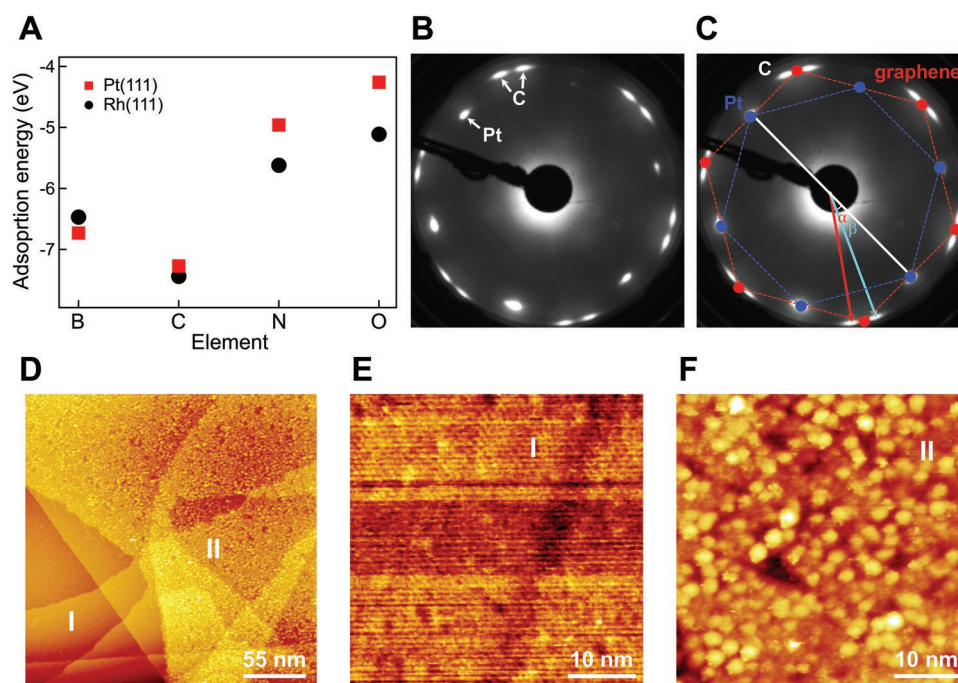 A
Adsoprtion energy (eV)
-4
-5
-6
-7
Pt(111)
Rh(111)
B
C
N
O
Element
B
C
Pt
C
C
graphene
Pt
α
β
D
I
II
55 nm
E
I
10 nm
F
II
10 nm